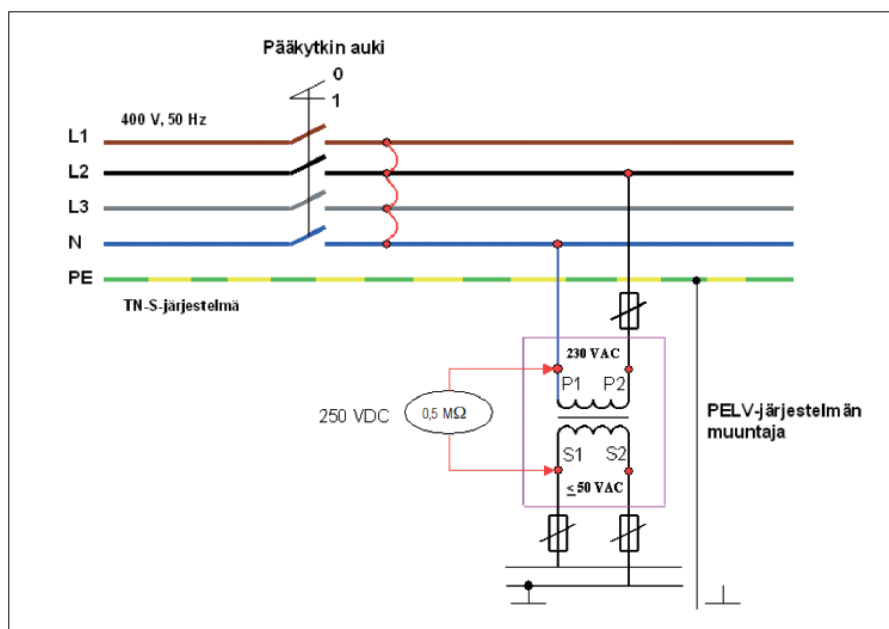 Pääkytkin auki
0
1
400 V, 50 Hz
L1
L2
L3
N
PE
TN-S-järjestelmä
230 VAC
P1 P2
250 VDC
0,5 MΩ
PELV-järjestelmän
muuntaja
S1 S2
≤ 50 VAC